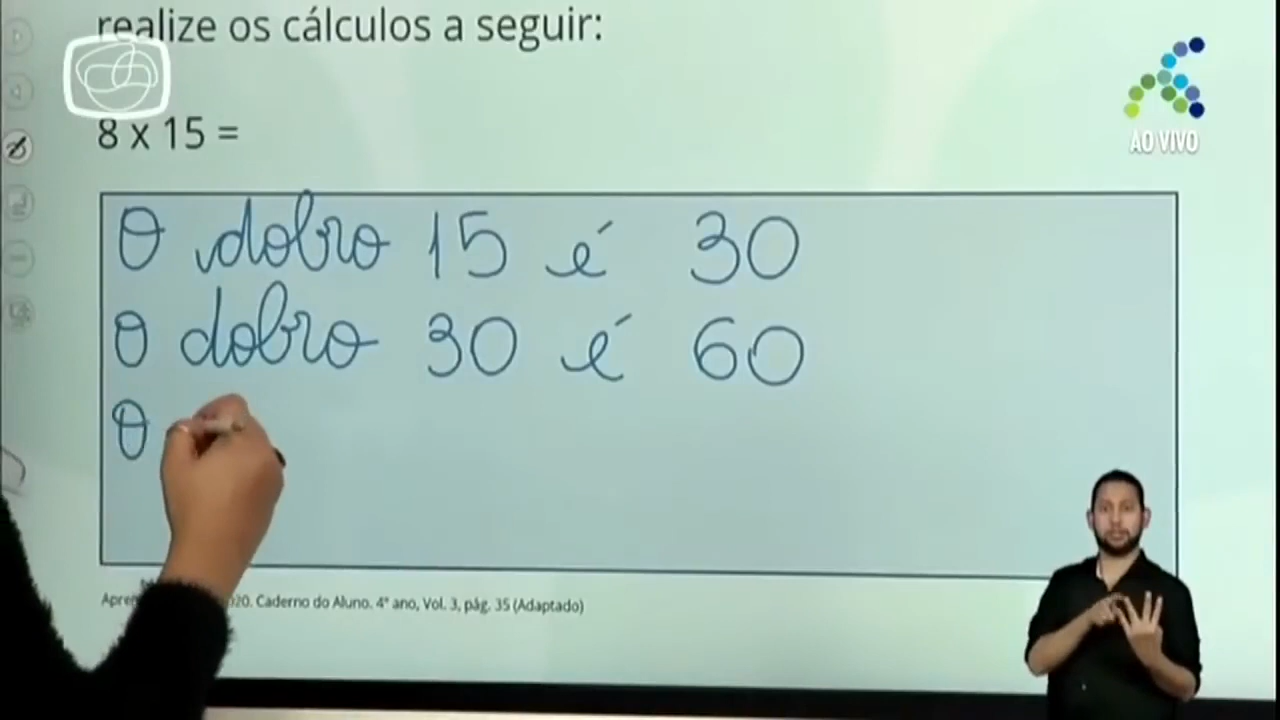 realize os cálculos a seguir:
AO VIVO
8 x 15 =
O dobro 15 é 30
O dobro 30 é 60
O
20. Caderno do Aluno. 4º ano, Vol. 3, pág. 35 (Adaptado)